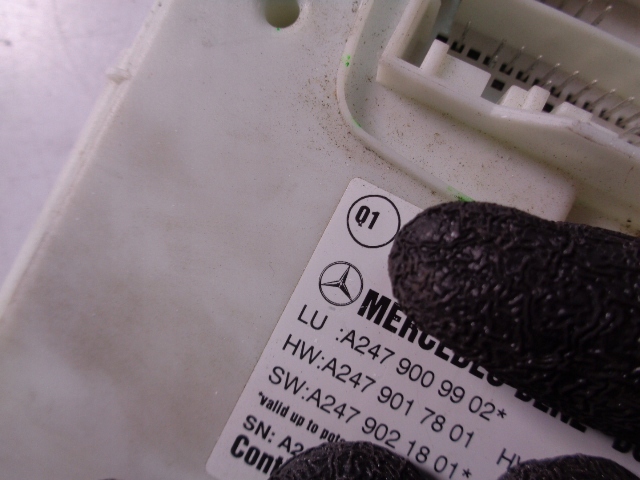 Q1
MERCEDES-BENZ
LU :A247 900 99 02*
HW:A247 901 78 01
SW:A247 902 18 01*
*valid up to
SN: A2